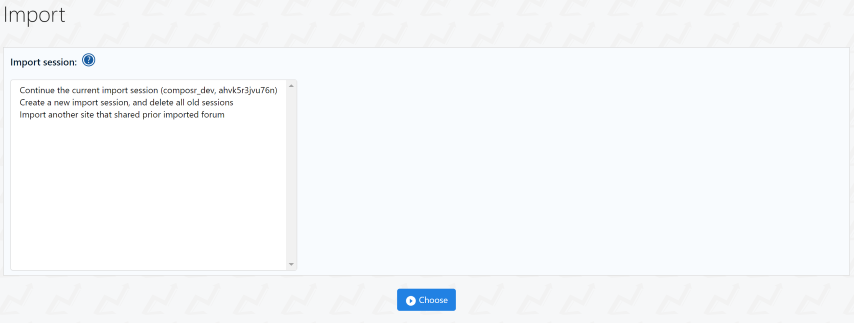 Import
Import session:
Continue the current import session (composr_dev, ahvk5r3jvu76n)
Create a new import session, and delete all old sessions
Import another site that shared prior imported forum
Choose